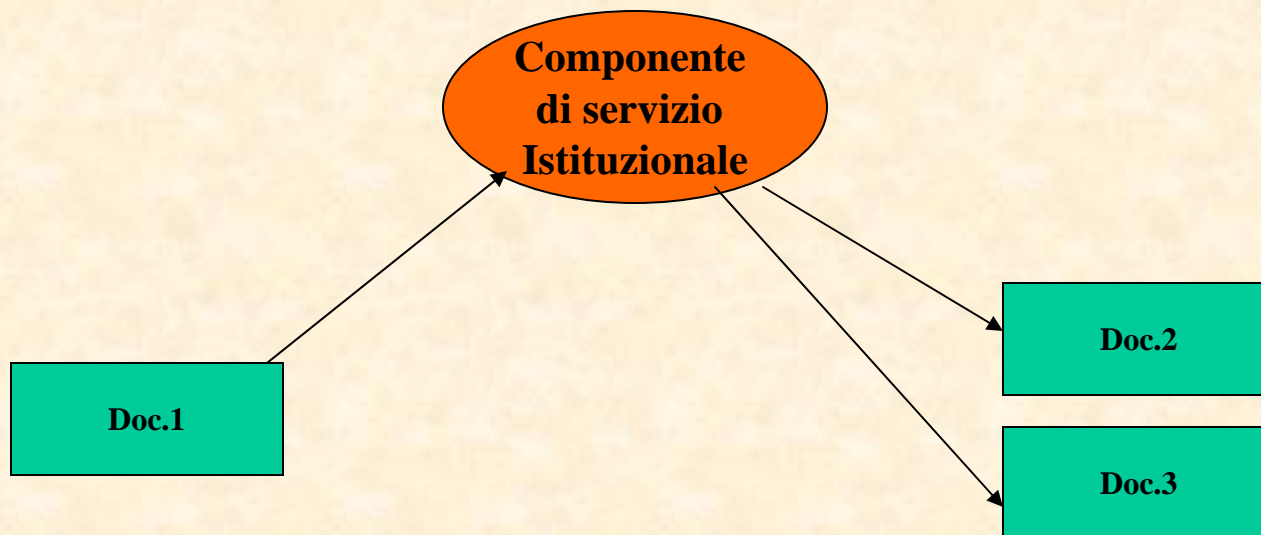 Componente
di servizio
Istituzionale
Doc.2
Doc.1
Doc.3